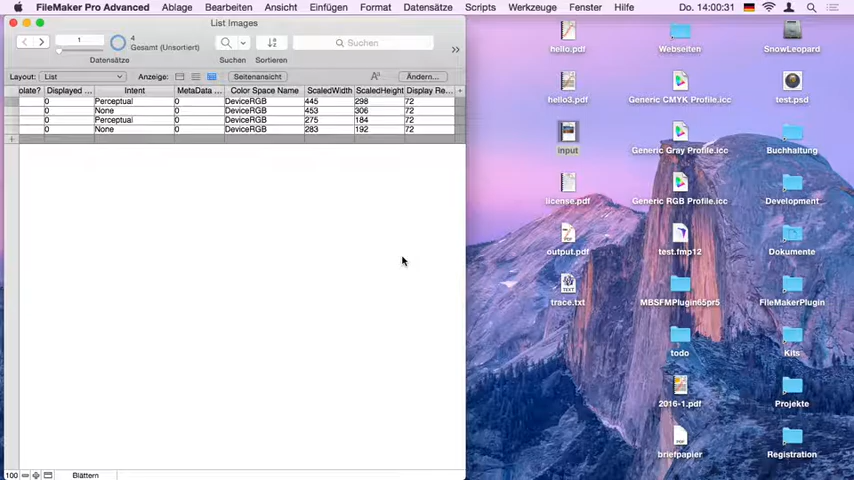 FileMaker Pro Advanced Ablage Bearbeiten Ansicht Einfügen Format Datensätze Scripts Werkzeuge Fenster Hilfe Do. 14:00:31
List Images
1
4
Gesamt (Unsortiert)
Datensätze
Suchen
Sortieren
Suchen
Layout: List
Anzeige:
Seitenansicht
Aª
Ändern...
olate? Displayed ... Intent MetaData ... Color Space Name ScaledWidth ScaledHeight Display Re...
0 Perceptual 0 DeviceRGB 445 298 72
0 None 0 DeviceRGB 453 306 72
0 Perceptual 0 DeviceRGB 275 184 72
0 None 0 DeviceRGB 283 192 72
100
Blättern
hello.pdf
Webseiten
SnowLeopard
hello3.pdf
Generic CMYK Profile.icc
test.psd
input
Generic Gray Profile.icc
Buchhaltung
license.pdf
Generic RGB Profile.icc
Development
output.pdf
test.fmp12
Dokumente
TEXT
trace.txt
MBSFMPlugin65pr5
FileMakerPlugin
todo
Kits
2016-1.pdf
Projekte
briefpapier
Registration